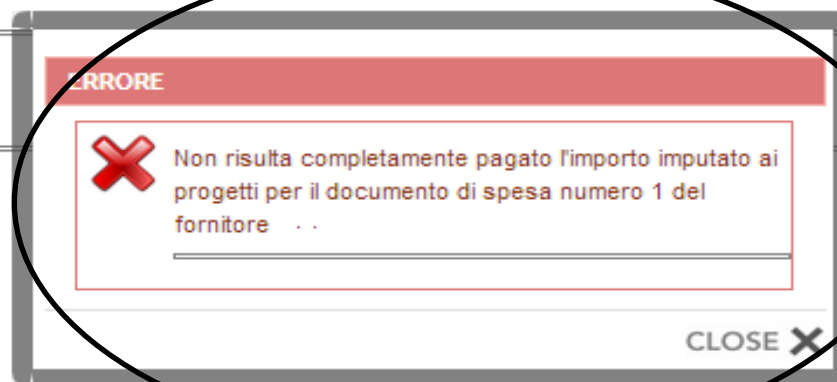 ERRORE
Non risulta completamente pagato l'importo imputato ai
progetti per il documento di spesa numero 1 del
fornitore . .
CLOSE